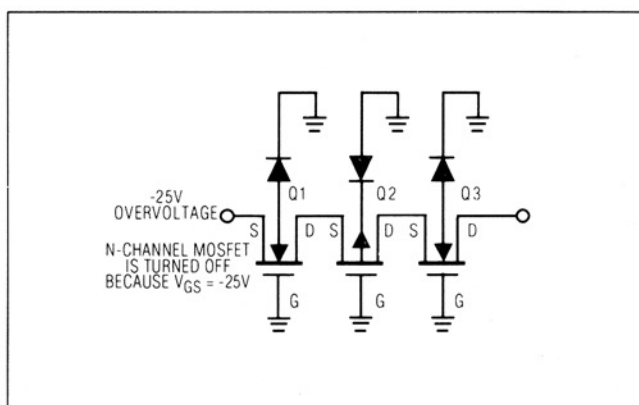 Q1
Q2
Q3
-25V
OVERVOLTAGE
S
D
S
D
S
D
N-CHANNEL MOSFET
IS TURNED OFF
BECAUSE VGS = -25V
G
G
G